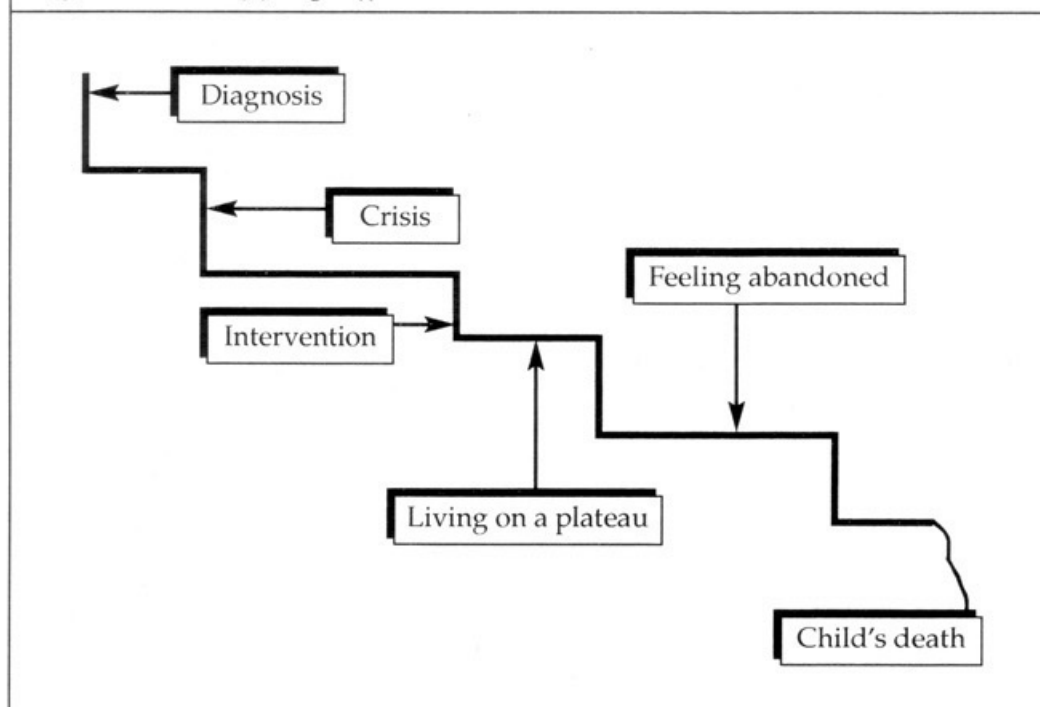 Diagnosis
Crisis
Feeling abandoned
Intervention
Living on a plateau
Child's death